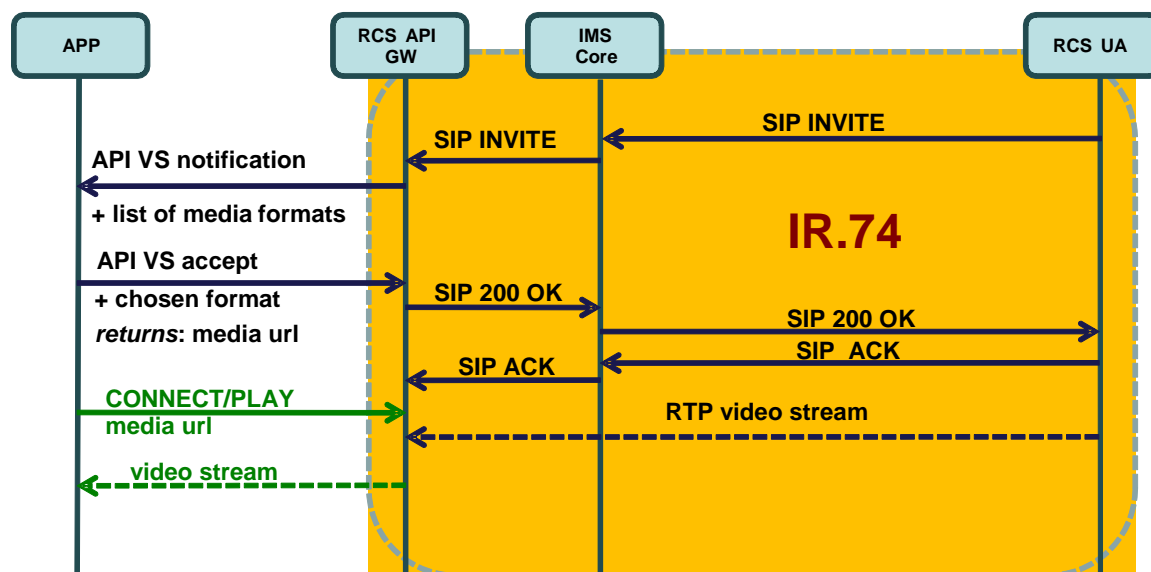 APP
RCS API
GW
IMS
Core
RCS UA
SIP INVITE
SIP INVITE
API VS notification
+ list of media formats
IR.74
API VS accept
+ chosen format
returns: media url
SIP 200 OK
SIP 200 OK
SIP ACK
SIP ACK
CONNECT/PLAY
media url
RTP video stream
video stream